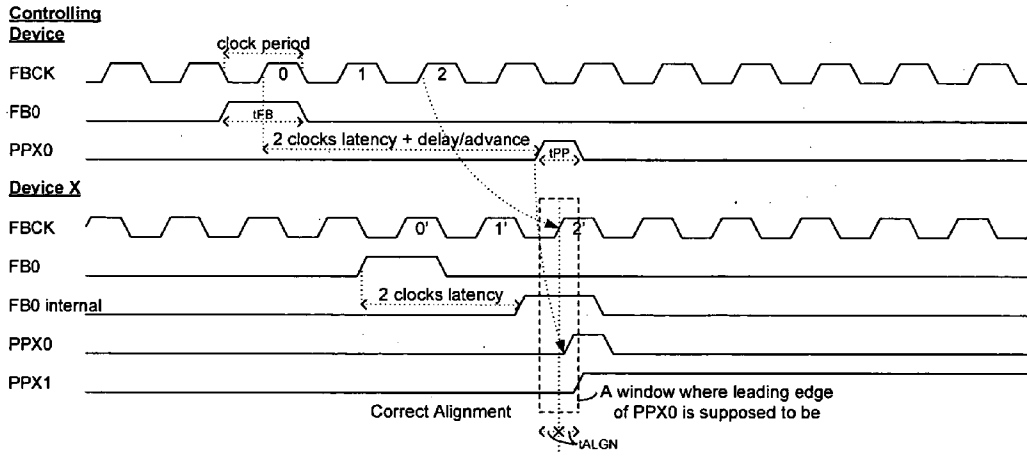 Controlling
Device
clock period
FBCK
0
1
2
FB0
tFB
2 clocks latency + delay/advance
PPX0
tPP
Device X
FBCK
0'
1'
2'
FB0
2 clocks latency
FB0 internal
PPX0
PPX1
A window where leading edge
of PPX0 is supposed to be
Correct Alignment
tALGN